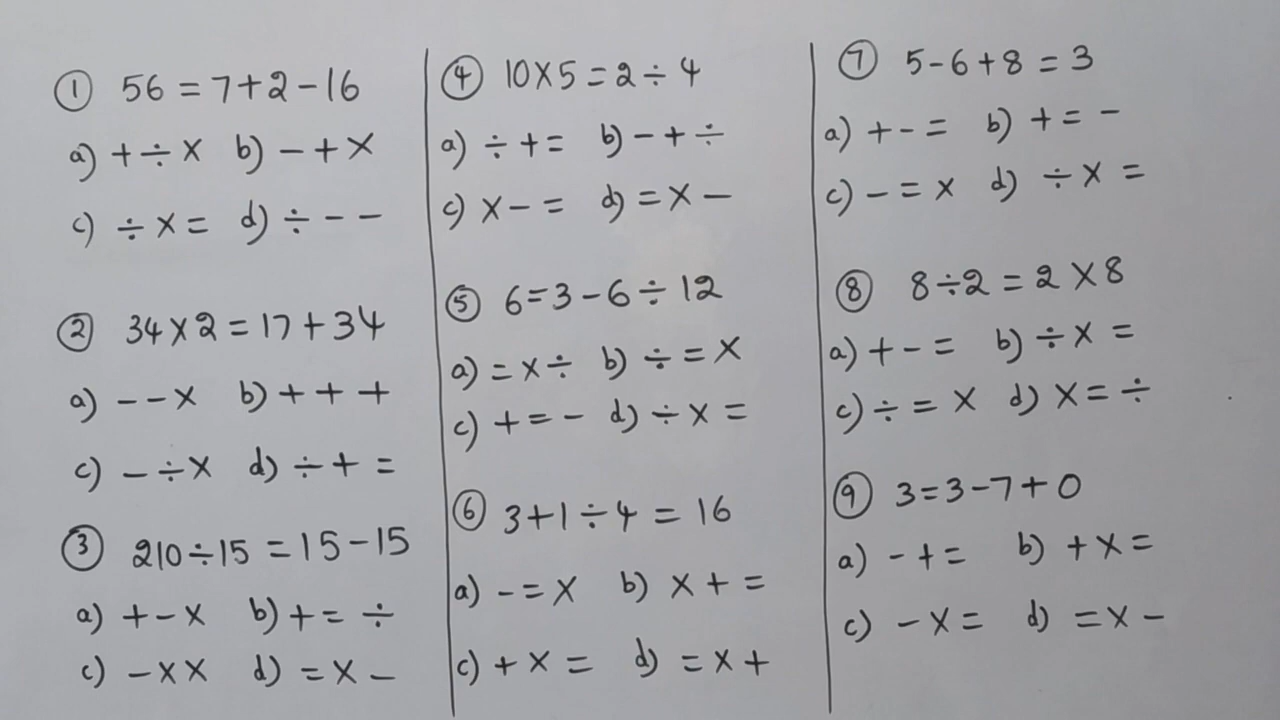 ① 56 = 7 + 2 - 16
a) + ÷ × b) - + ×
c) ÷ × = d) ÷ - -
② 34 × 2 = 17 + 34
a) - - × b) + + +
c) - ÷ × d) ÷ + =
③ 210 ÷ 15 = 15 - 15
a) + - × b) + = ÷
c) - × × d) = × -
④ 10 × 5 = 2 ÷ 4
a) ÷ + = b) - + ÷
c) × - = d) = × -
⑤ 6 = 3 - 6 ÷ 12
a) = × ÷ b) ÷ = ×
c) + = - d) ÷ × =
⑥ 3 + 1 ÷ 4 = 16
a) - = × b) × + =
c) + × = d) = × +
⑦ 5 - 6 + 8 = 3
a) + - = b) + = -
c) - = × d) ÷ × =
⑧ 8 ÷ 2 = 2 × 8
a) + - = b) ÷ × =
c) ÷ = × d) × = ÷
⑨ 3 = 3 - 7 + 0
a) - + = b) + × =
c) - × = d) = × -